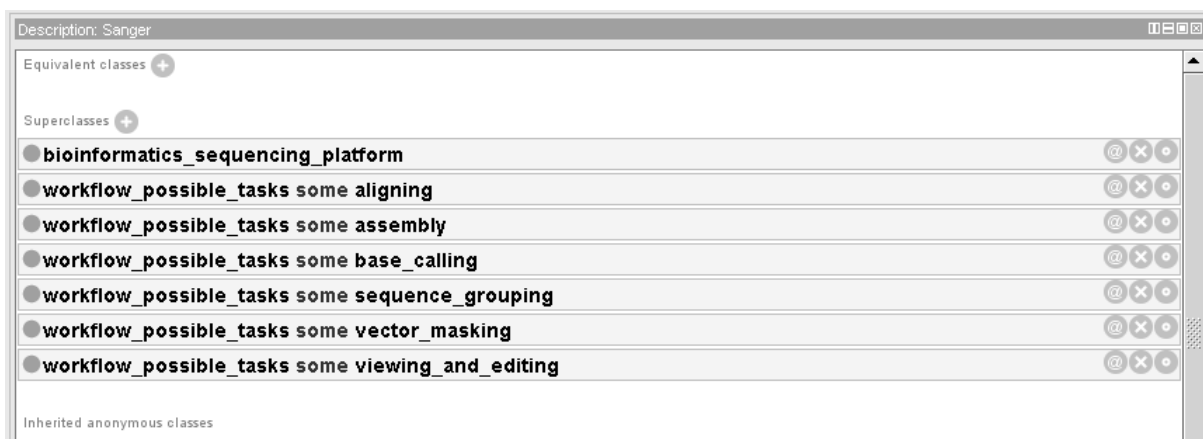 Description: Sanger
Equivalent classes
Superclasses
bioinformatics_sequencing_platform
workflow_possible_tasks some aligning
workflow_possible_tasks some assembly
workflow_possible_tasks some base_calling
workflow_possible_tasks some sequence_grouping
workflow_possible_tasks some vector_masking
workflow_possible_tasks some viewing_and_editing
Inherited anonymous classes